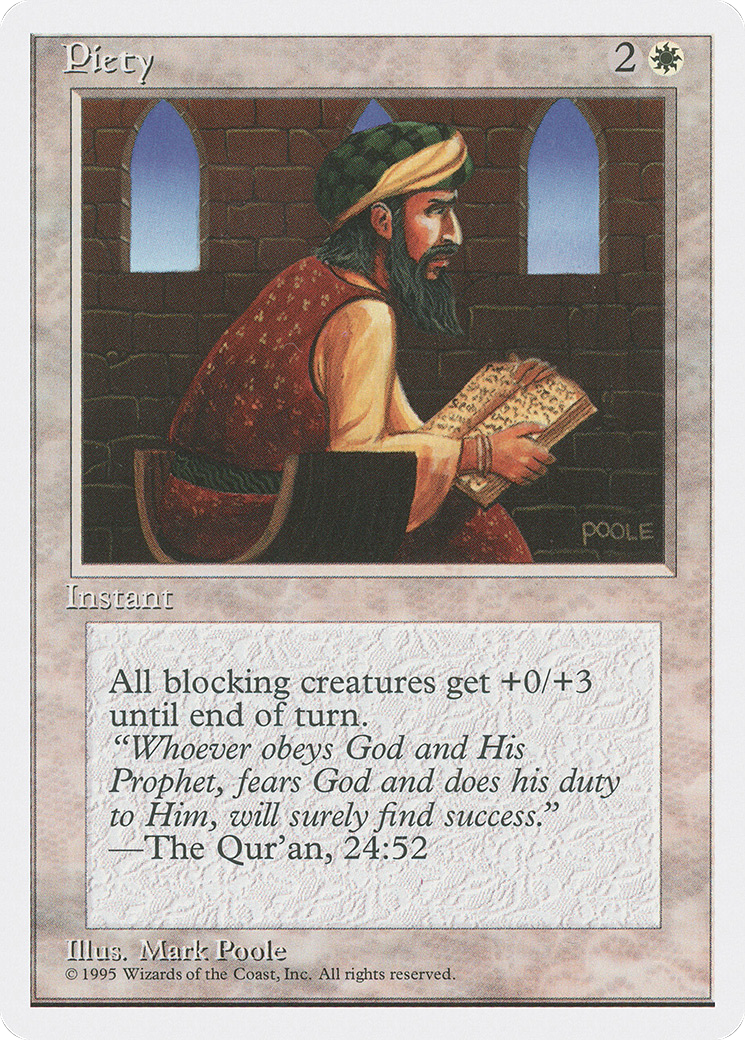 Piety 2
POOLE
Instant
All blocking creatures get +0/+3
until end of turn.
“Whoever obeys God and His
Prophet, fears God and does his duty
to Him, will surely find success.”
—The Qur’an, 24:52
Illus. Mark Poole
© 1995 Wizards of the Coast, Inc. All rights reserved.